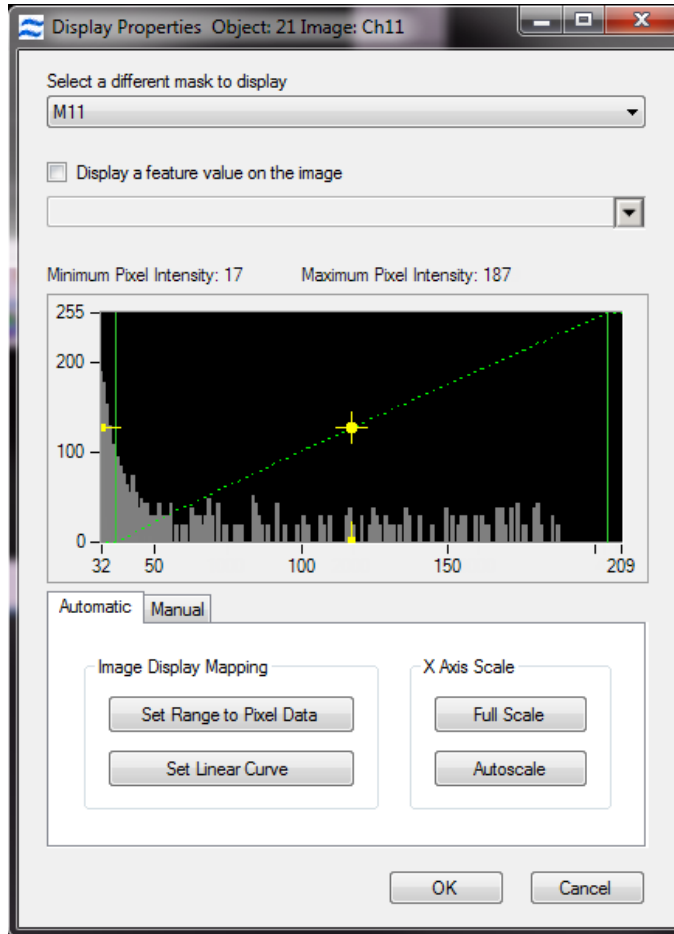 Display Properties Object: 21 Image: Ch11
Select a different mask to display
M11
Display a feature value on the image
Minimum Pixel Intensity: 17 Maximum Pixel Intensity: 187
255
200
100
0
32 50 100 150 209
Automatic Manual
Image Display Mapping X Axis Scale
Set Range to Pixel Data Full Scale
Set Linear Curve Autoscale
OK Cancel